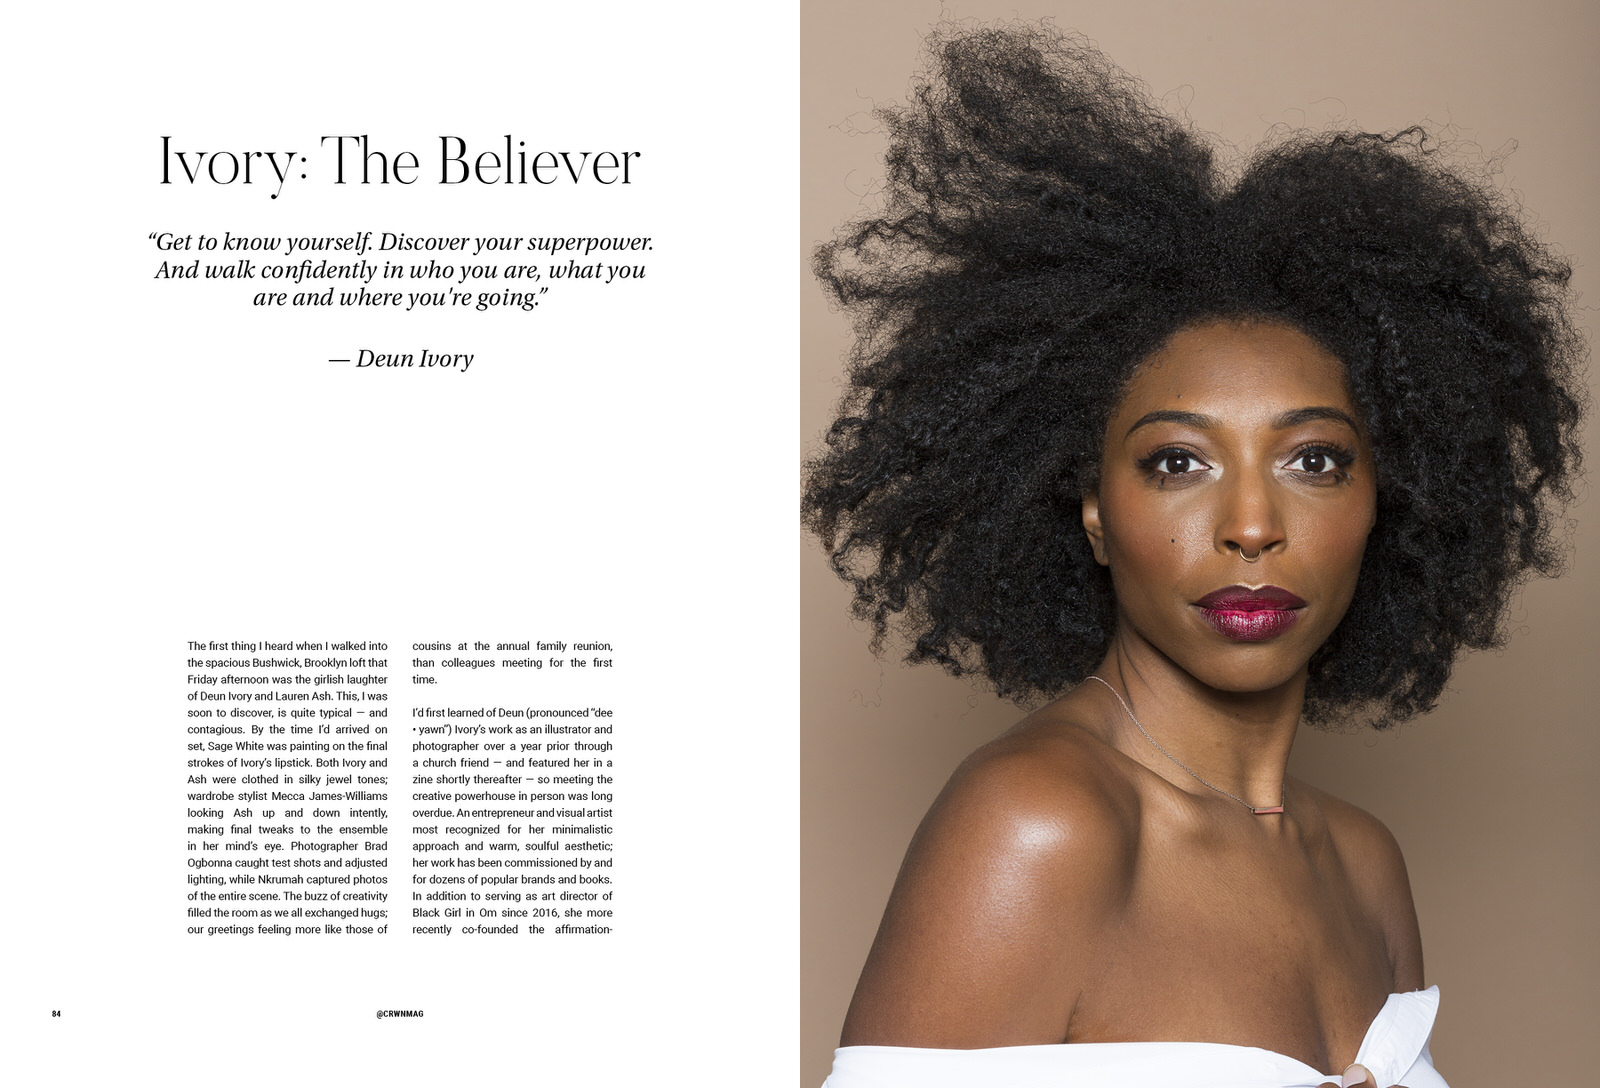 Ivory: The Believer
“Get to know yourself. Discover your superpower.
And walk confidently in who you are, what you
are and where you're going.”
— Deun Ivory
The first thing I heard when I walked into
the spacious Bushwick, Brooklyn loft that
Friday afternoon was the girlish laughter
of Deun Ivory and Lauren Ash. This, I was
soon to discover, is quite typical — and
contagious. By the time I’d arrived on
set, Sage White was painting on the final
strokes of Ivory’s lipstick. Both Ivory and
Ash were clothed in silky jewel tones;
wardrobe stylist Mecca James-Williams
looking Ash up and down intently,
making final tweaks to the ensemble
in her mind’s eye. Photographer Brad
Ogbonna caught test shots and adjusted
lighting, while Nkrumah captured photos
of the entire scene. The buzz of creativity
filled the room as we all exchanged hugs;
our greetings feeling more like those of
cousins at the annual family reunion,
than colleagues meeting for the first
time.
I’d first learned of Deun (pronounced “dee
• yawn”) Ivory’s work as an illustrator and
photographer over a year prior through
a church friend — and featured her in a
zine shortly thereafter — so meeting the
creative powerhouse in person was long
overdue. An entrepreneur and visual artist
most recognized for her minimalistic
approach and warm, soulful aesthetic;
her work has been commissioned by and
for dozens of popular brands and books.
In addition to serving as art director of
Black Girl in Om since 2016, she more
recently co-founded the affirmation-
84
@CRWNMAG